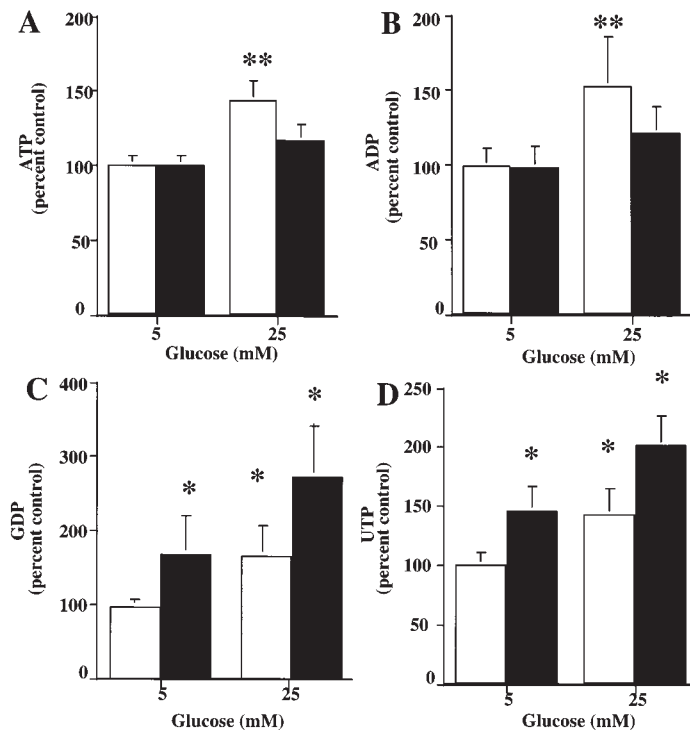 A
ATP
(percent control)
200
150
100
50
0
**
5
25
Glucose (mM)
B
ADP
(percent control)
200
150
100
50
0
**
5
25
Glucose (mM)
C
GDP
(percent control)
400
300
200
100
0
*
*
*
5
25
Glucose (mM)
D
UTP
(percent control)
250
200
150
100
50
0
*
*
*
5
25
Glucose (mM)